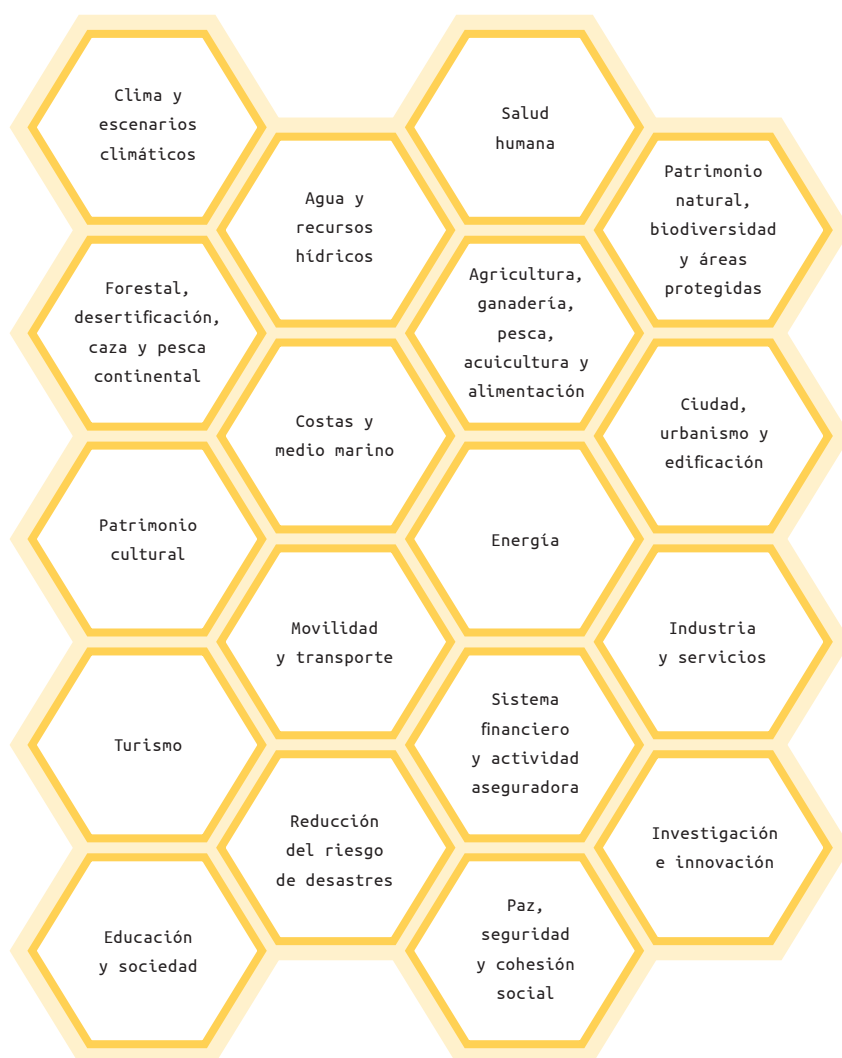 Clima y
escenarios
climáticos
Salud
humana
Agua y
recursos
hídricos
Patrimonio
natural,
biodiversidad
y áreas
protegidas
Forestal,
desertificación,
caza y pesca
continental
Agricultura,
ganadería,
pesca,
acuicultura y
alimentación
Costas y
medio marino
Ciudad,
urbanismo y
edificación
Patrimonio
cultural
Energía
Movilidad
y transporte
Industria
y servicios
Turismo
Sistema
financiero
y actividad
aseguradora
Reducción
del riesgo
de desastres
Investigación
e innovación
Educación
y sociedad
Paz,
seguridad
y cohesión
social